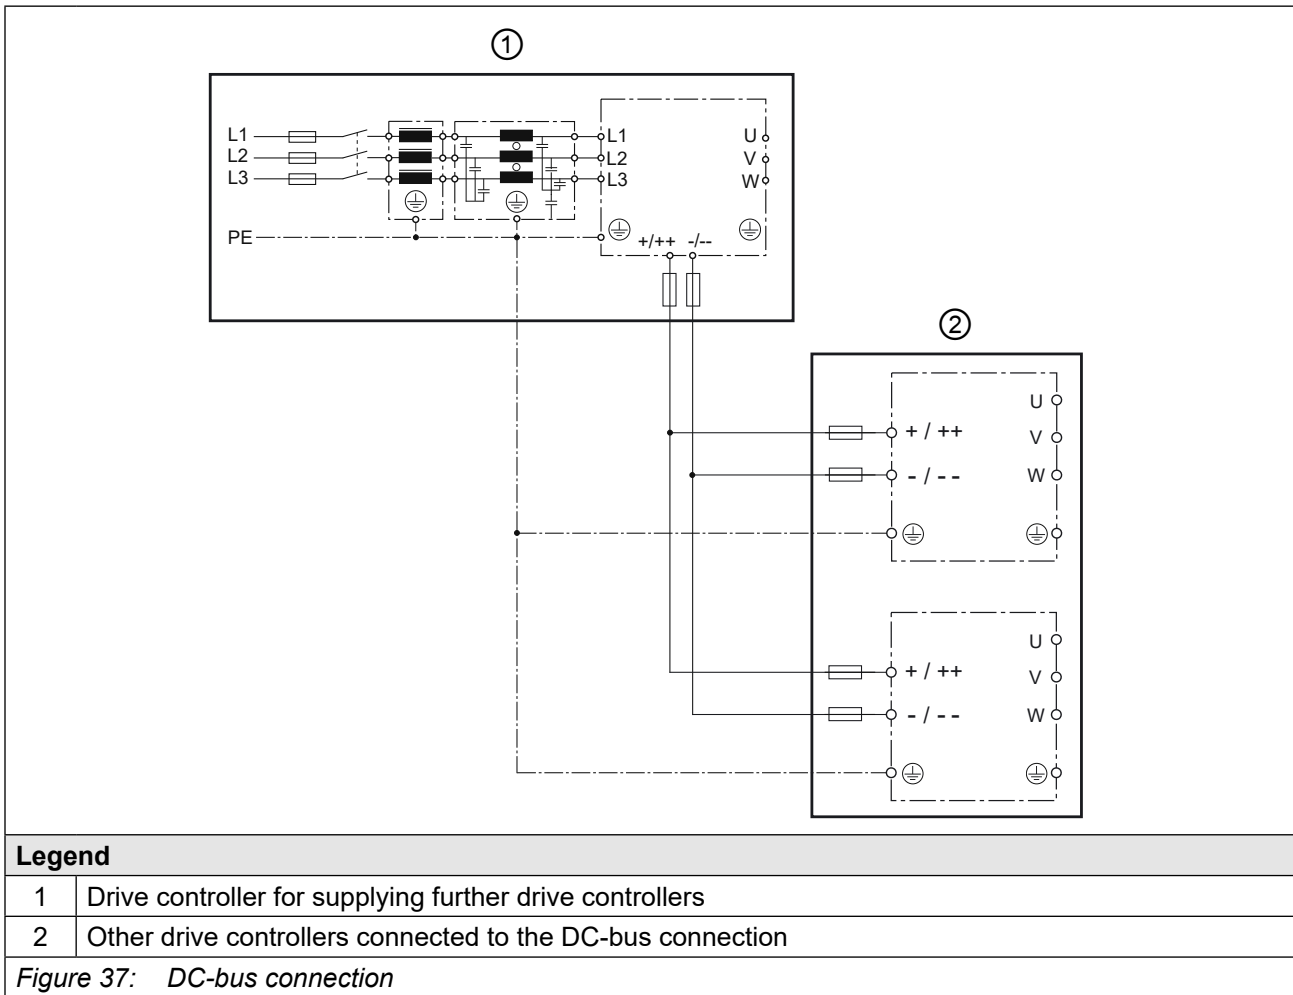 1
L1
L2
L3
PE
L1
L2
L3
U
V
W
+/++ -/--
2
U
+ / ++
V
- / - -
W
U
+ / ++
V
- / - -
W
Legend
1 Drive controller for supplying further drive controllers
2 Other drive controllers connected to the DC-bus connection
Figure 37: DC-bus connection